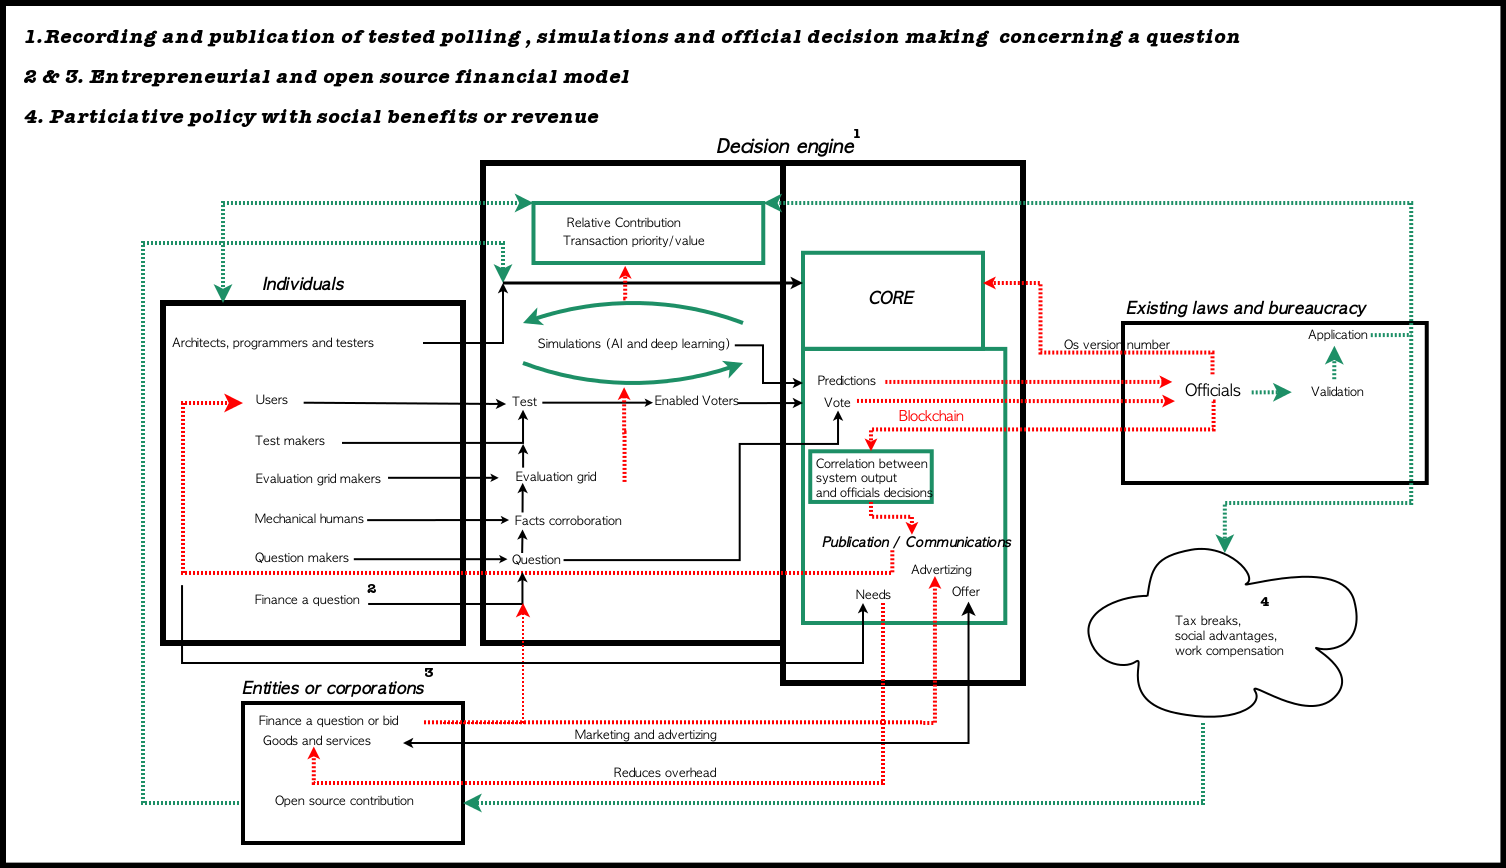 1.Recording and publication of tested polling , simulations and official decision making  concerning a question
2 & 3. Entrepreneurial and open source financial model
4. Particiative policy with social benefits or revenue
Decision engine 1
Relative Contribution
Transaction priority/value
Individuals
CORE
Existing laws and bureaucracy
Architects, programmers and testers
Simulations (AI and deep learning)
Os version number
Application
Predictions
Officials
Validation
Users
Test
Enabled Voters
Vote
Blockchain
Test makers
Evaluation grid makers
Evaluation grid
Correlation between
system output
and officials decisions
Mechanical humans
Facts corroboration
Publication / Communications
Question makers
Question
Advertizing
Finance a question 2
Needs
Offer
4
Tax breaks,
social advantages,
work compensation
3
Entities or corporations
Finance a question or bid
Goods and services
Marketing and advertizing
Reduces overhead
Open source contribution